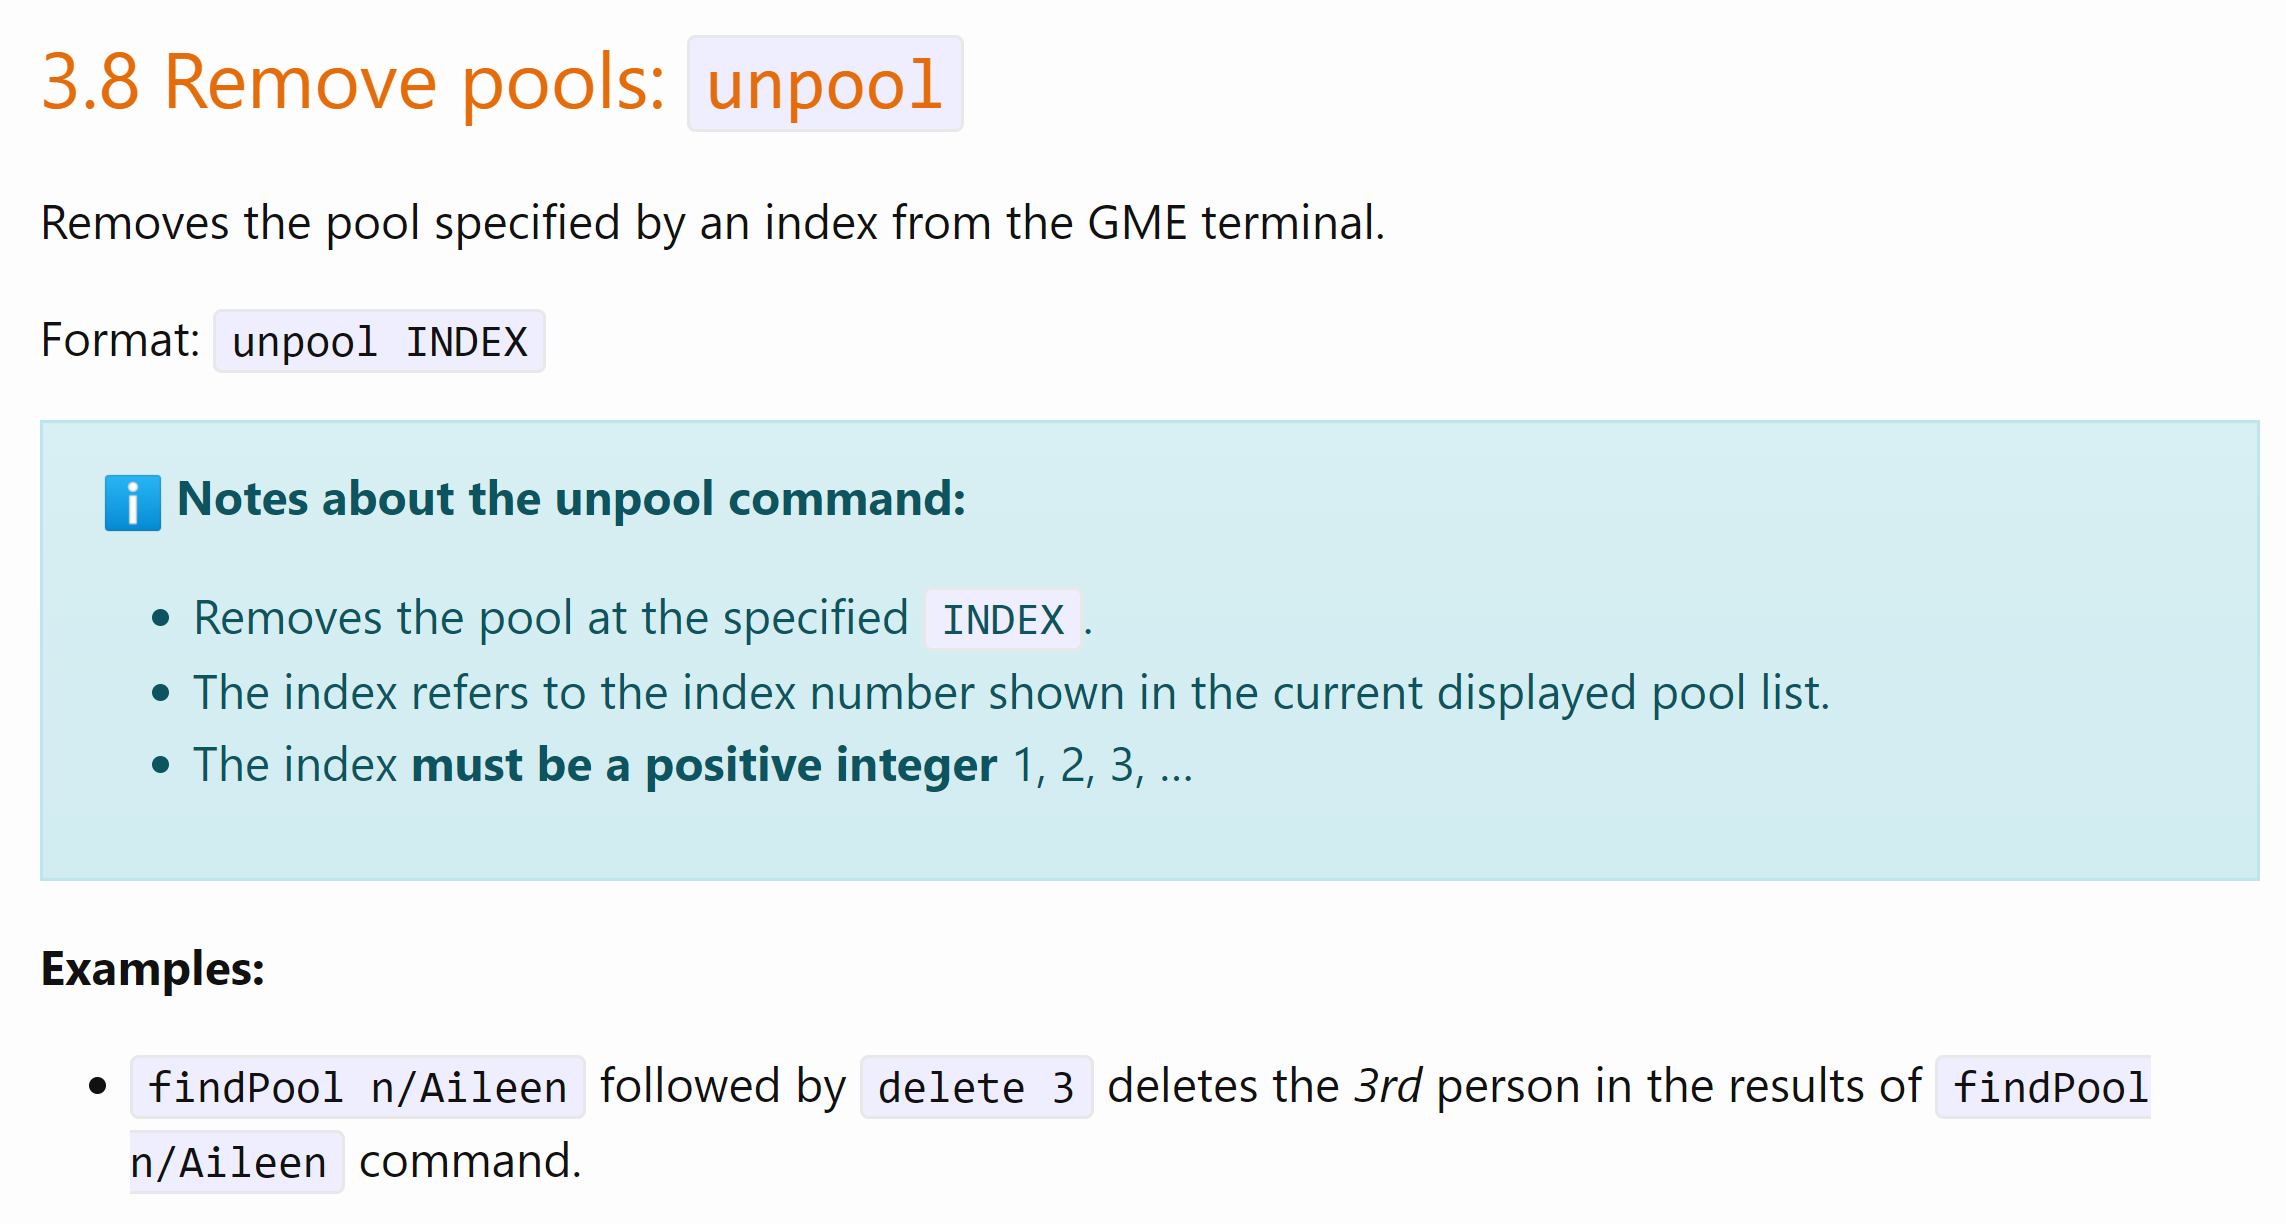 3.8 Remove pools: unpool
Removes the pool specified by an index from the GME terminal.
Format: unpool INDEX
Notes about the unpool command:
• Removes the pool at the specified INDEX.
• The index refers to the index number shown in the current displayed pool list.
• The index must be a positive integer 1, 2, 3, …
Examples:
• findPool n/Aileen followed by delete 3 deletes the 3rd person in the results of findPool
n/Aileen command.